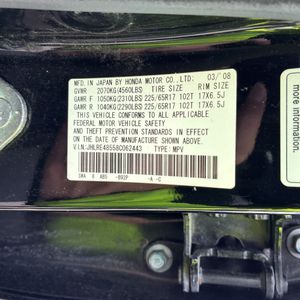 MFD. IN JAPAN BY HONDA MOTOR CO.,LTD. 03/'08
GVWR 2070KG(4560LBS) TIRE SIZE RIM SIZE
GAWR F 1050KG(2310LBS) 225/65R17 102T 17X6.5J
GAWR R 1040KG(2290LBS) 225/65R17 102T 17X6.5J
THIS VEHICLE CONFORMS TO ALL APPLICABLE
FEDERAL MOTOR VEHICLE SAFETY AND THEFT
PREVENTION STANDARDS IN EFFECT ON THE
DATE OF MANUFACTURE SHOWN ABOVE.
V I N:JHLRE48558C062443 TYPE: MPV
-A -C